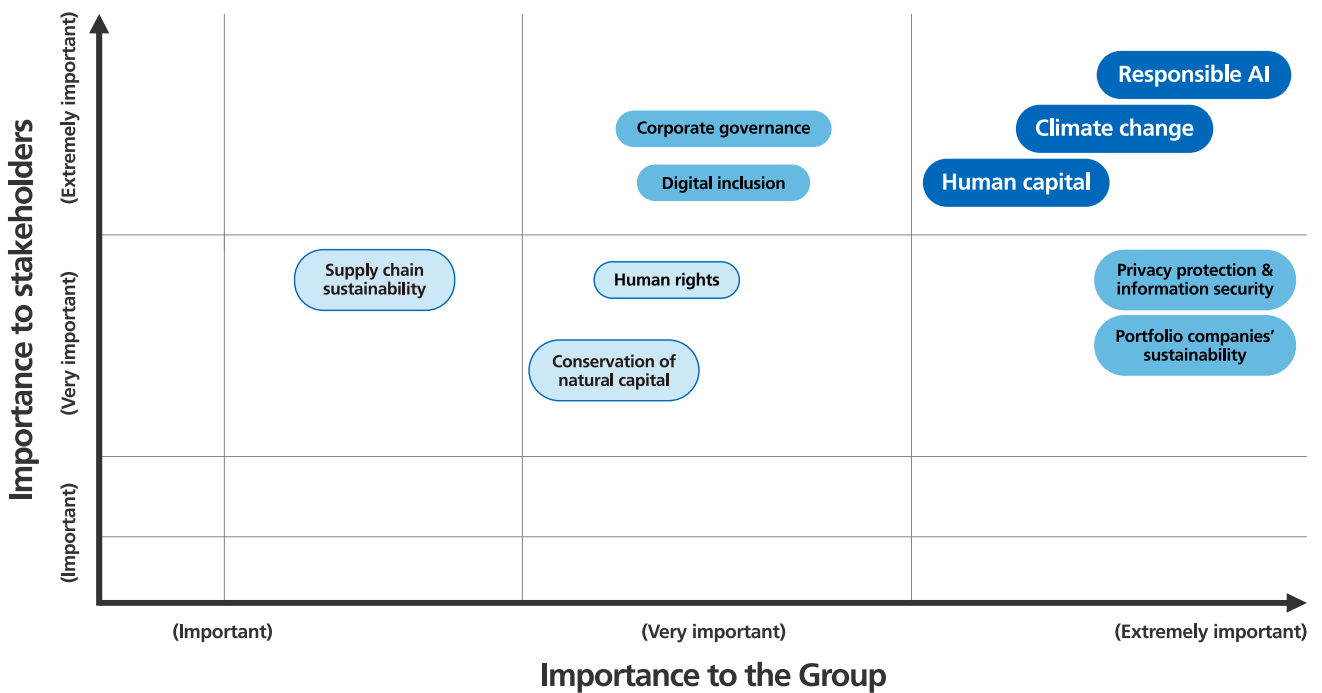 Importance to stakeholders
(Extremely important)
(Very important)
(Important)
Responsible AI
Corporate governance
Climate change
Digital inclusion
Human capital
Supply chain
sustainability
Human rights
Privacy protection &
information security
Portfolio companies’
sustainability
Conservation of
natural capital
(Important)
(Very important)
(Extremely important)
Importance to the Group